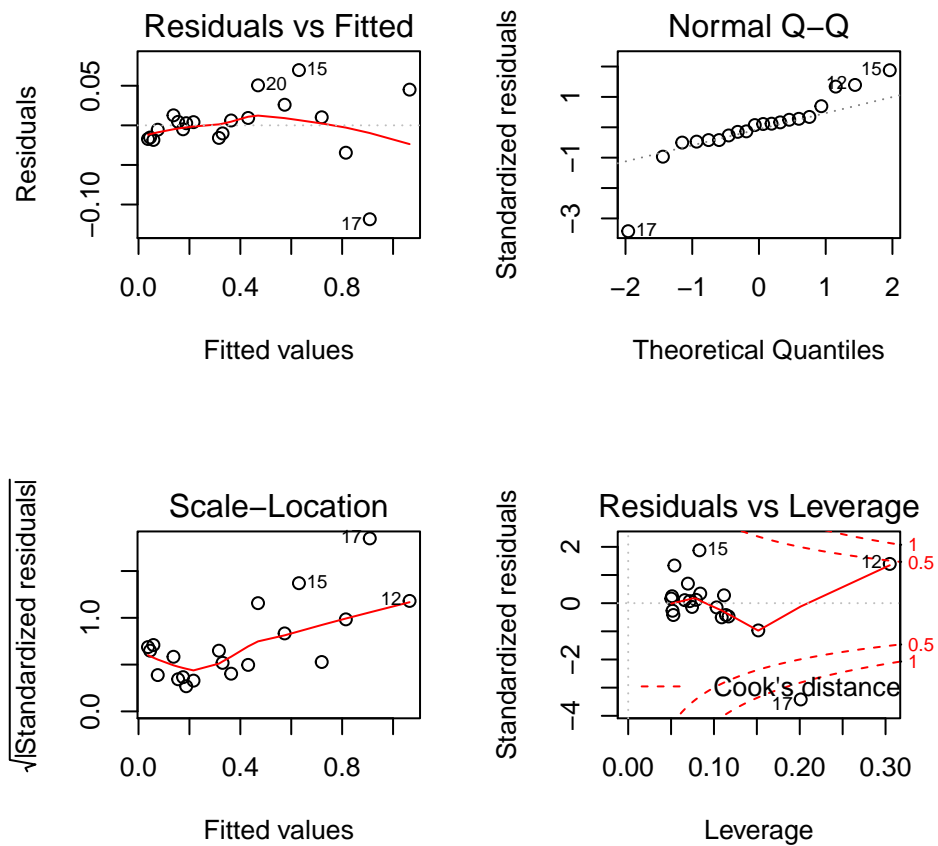 Residuals vs Fitted
Residuals
0.05
−0.10
20
15
17
0.0 0.4 0.8
Fitted values
Normal Q−Q
Standardized residuals
1
−1
−3
12
15
17
−2 −1 0 1 2
Theoretical Quantiles
Scale−Location
√|Standardized residuals|
1.0
0.0
17
15
12
0.0 0.4 0.8
Fitted values
Residuals vs Leverage
Standardized residuals
2
0
−2
−4
15
12
17
1
0.5
0.5
1
Cook's distance
0.00 0.10 0.20 0.30
Leverage